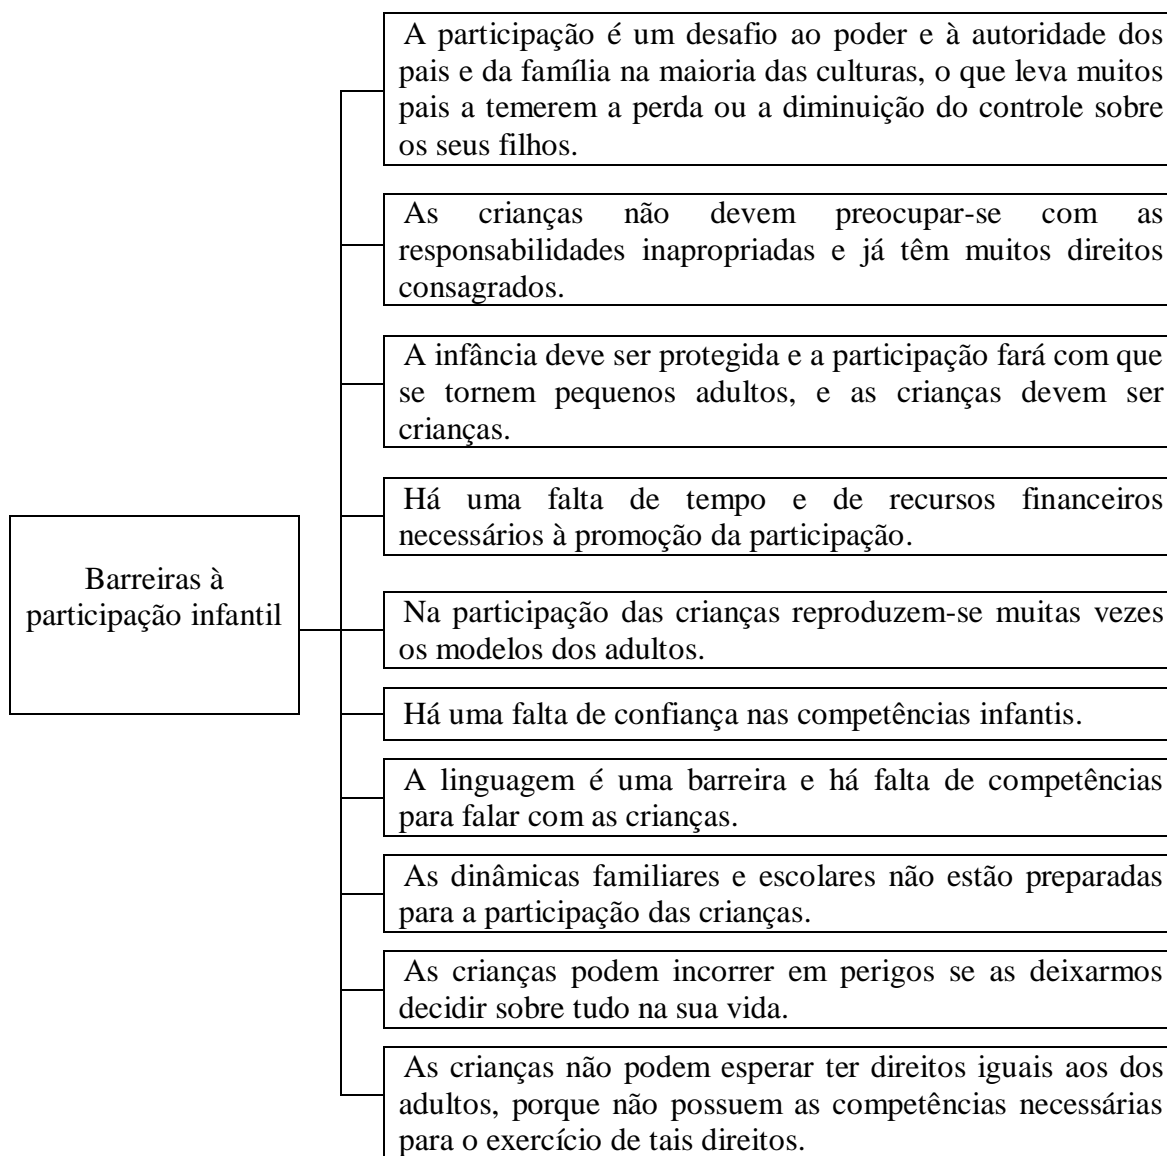 Barreiras à
participação infantil
A participação é um desafio ao poder e à autoridade dos
pais e da família na maioria das culturas, o que leva muitos
pais a temerem a perda ou a diminuição do controle sobre
os seus filhos.
As crianças não devem preocupar-se com as
responsabilidades inapropriadas e já têm muitos direitos
consagrados.
A infância deve ser protegida e a participação fará com que
se tornem pequenos adultos, e as crianças devem ser
crianças.
Há uma falta de tempo e de recursos financeiros
necessários à promoção da participação.
Na participação das crianças reproduzem-se muitas vezes
os modelos dos adultos.
Há uma falta de confiança nas competências infantis.
A linguagem é uma barreira e há falta de competências
para falar com as crianças.
As dinâmicas familiares e escolares não estão preparadas
para a participação das crianças.
As crianças podem incorrer em perigos se as deixarmos
decidir sobre tudo na sua vida.
As crianças não podem esperar ter direitos iguais aos dos
adultos, porque não possuem as competências necessárias
para o exercício de tais direitos.